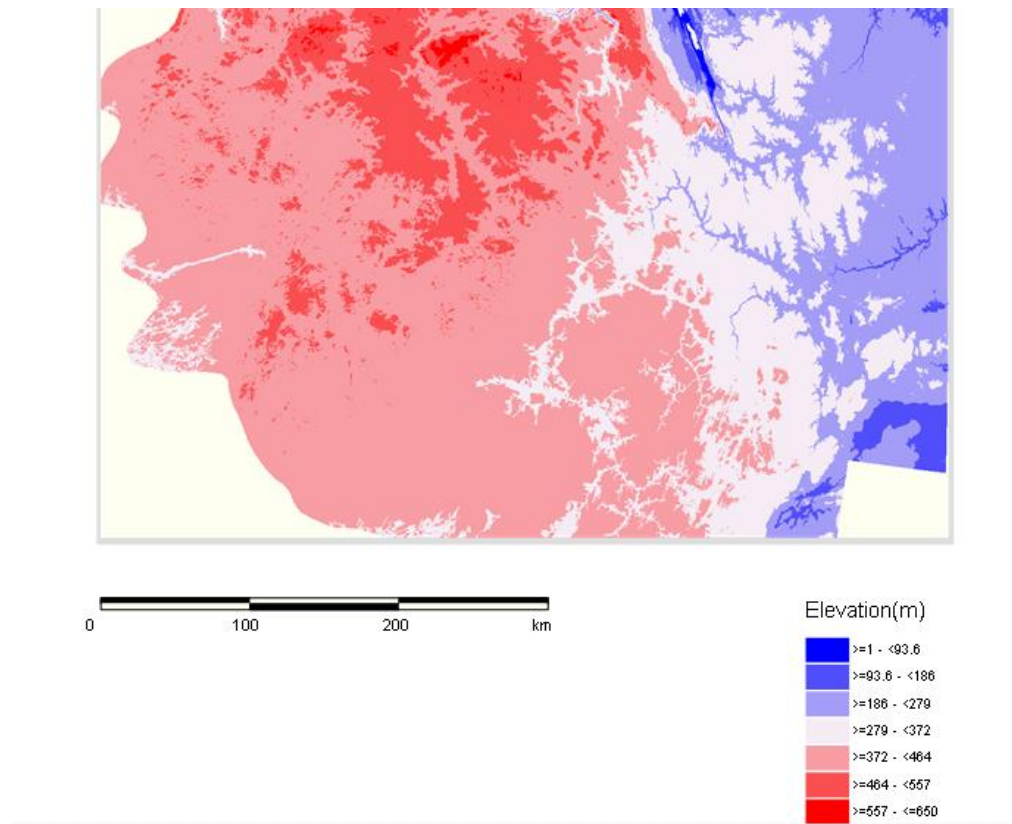 0 100 200 km
Elevation(m)
>=1 - <93.6
>=93.6 - <186
>=186 - <279
>=279 - <372
>=372 - <464
>=464 - <557
>=557 - <=650